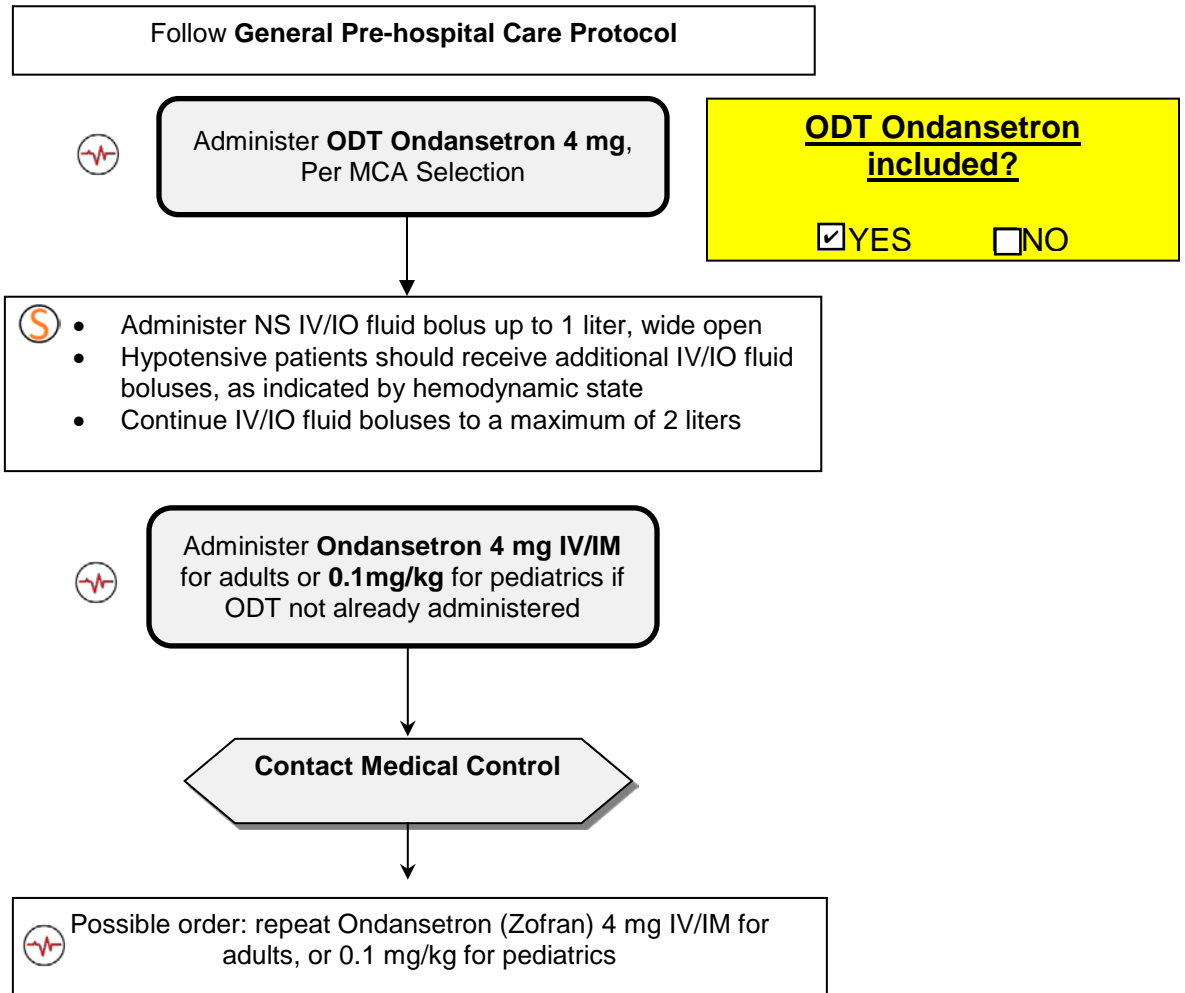 Follow General Pre-hospital Care Protocol
Administer ODT Ondansetron 4 mg,
Per MCA Selection
ODT Ondansetron
included?
☑YES ☐NO
S
• Administer NS IV/IO fluid bolus up to 1 liter, wide open
• Hypotensive patients should receive additional IV/IO fluid
boluses, as indicated by hemodynamic state
• Continue IV/IO fluid boluses to a maximum of 2 liters
Administer Ondansetron 4 mg IV/IM
for adults or 0.1mg/kg for pediatrics if
ODT not already administered
Contact Medical Control
Possible order: repeat Ondansetron (Zofran) 4 mg IV/IM for
adults, or 0.1 mg/kg for pediatrics